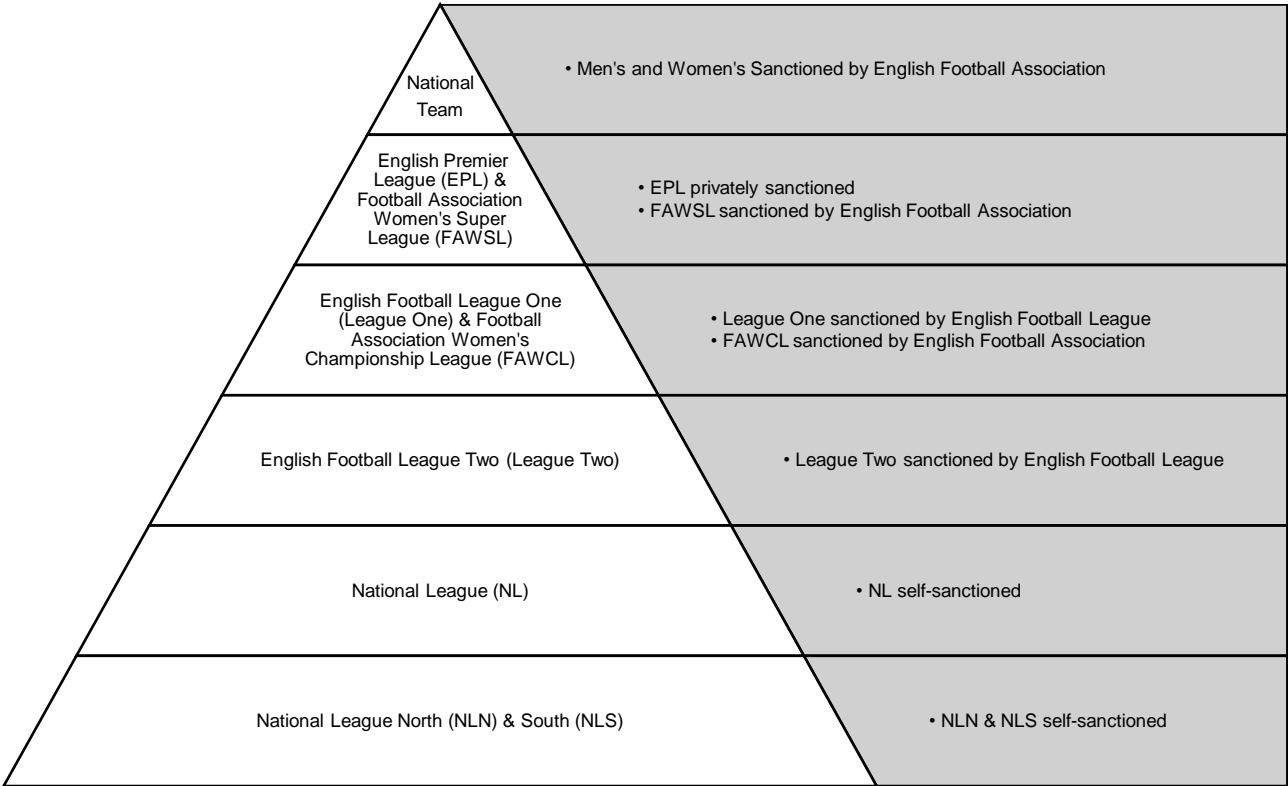 National
Team
• Men's and Women's Sanctioned by English Football Association
English Premier
League (EPL) &
Football Association
Women's Super
League (FAWSL)
• EPL privately sanctioned
• FAWSL sanctioned by English Football Association
English Football League One
(League One) & Football
Association Women's
Championship League (FAWCL)
• League One sanctioned by English Football League
• FAWCL sanctioned by English Football Association
English Football League Two (League Two)
• League Two sanctioned by English Football League
National League (NL)
• NL self-sanctioned
National League North (NLN) & South (NLS)
• NLN & NLS self-sanctioned